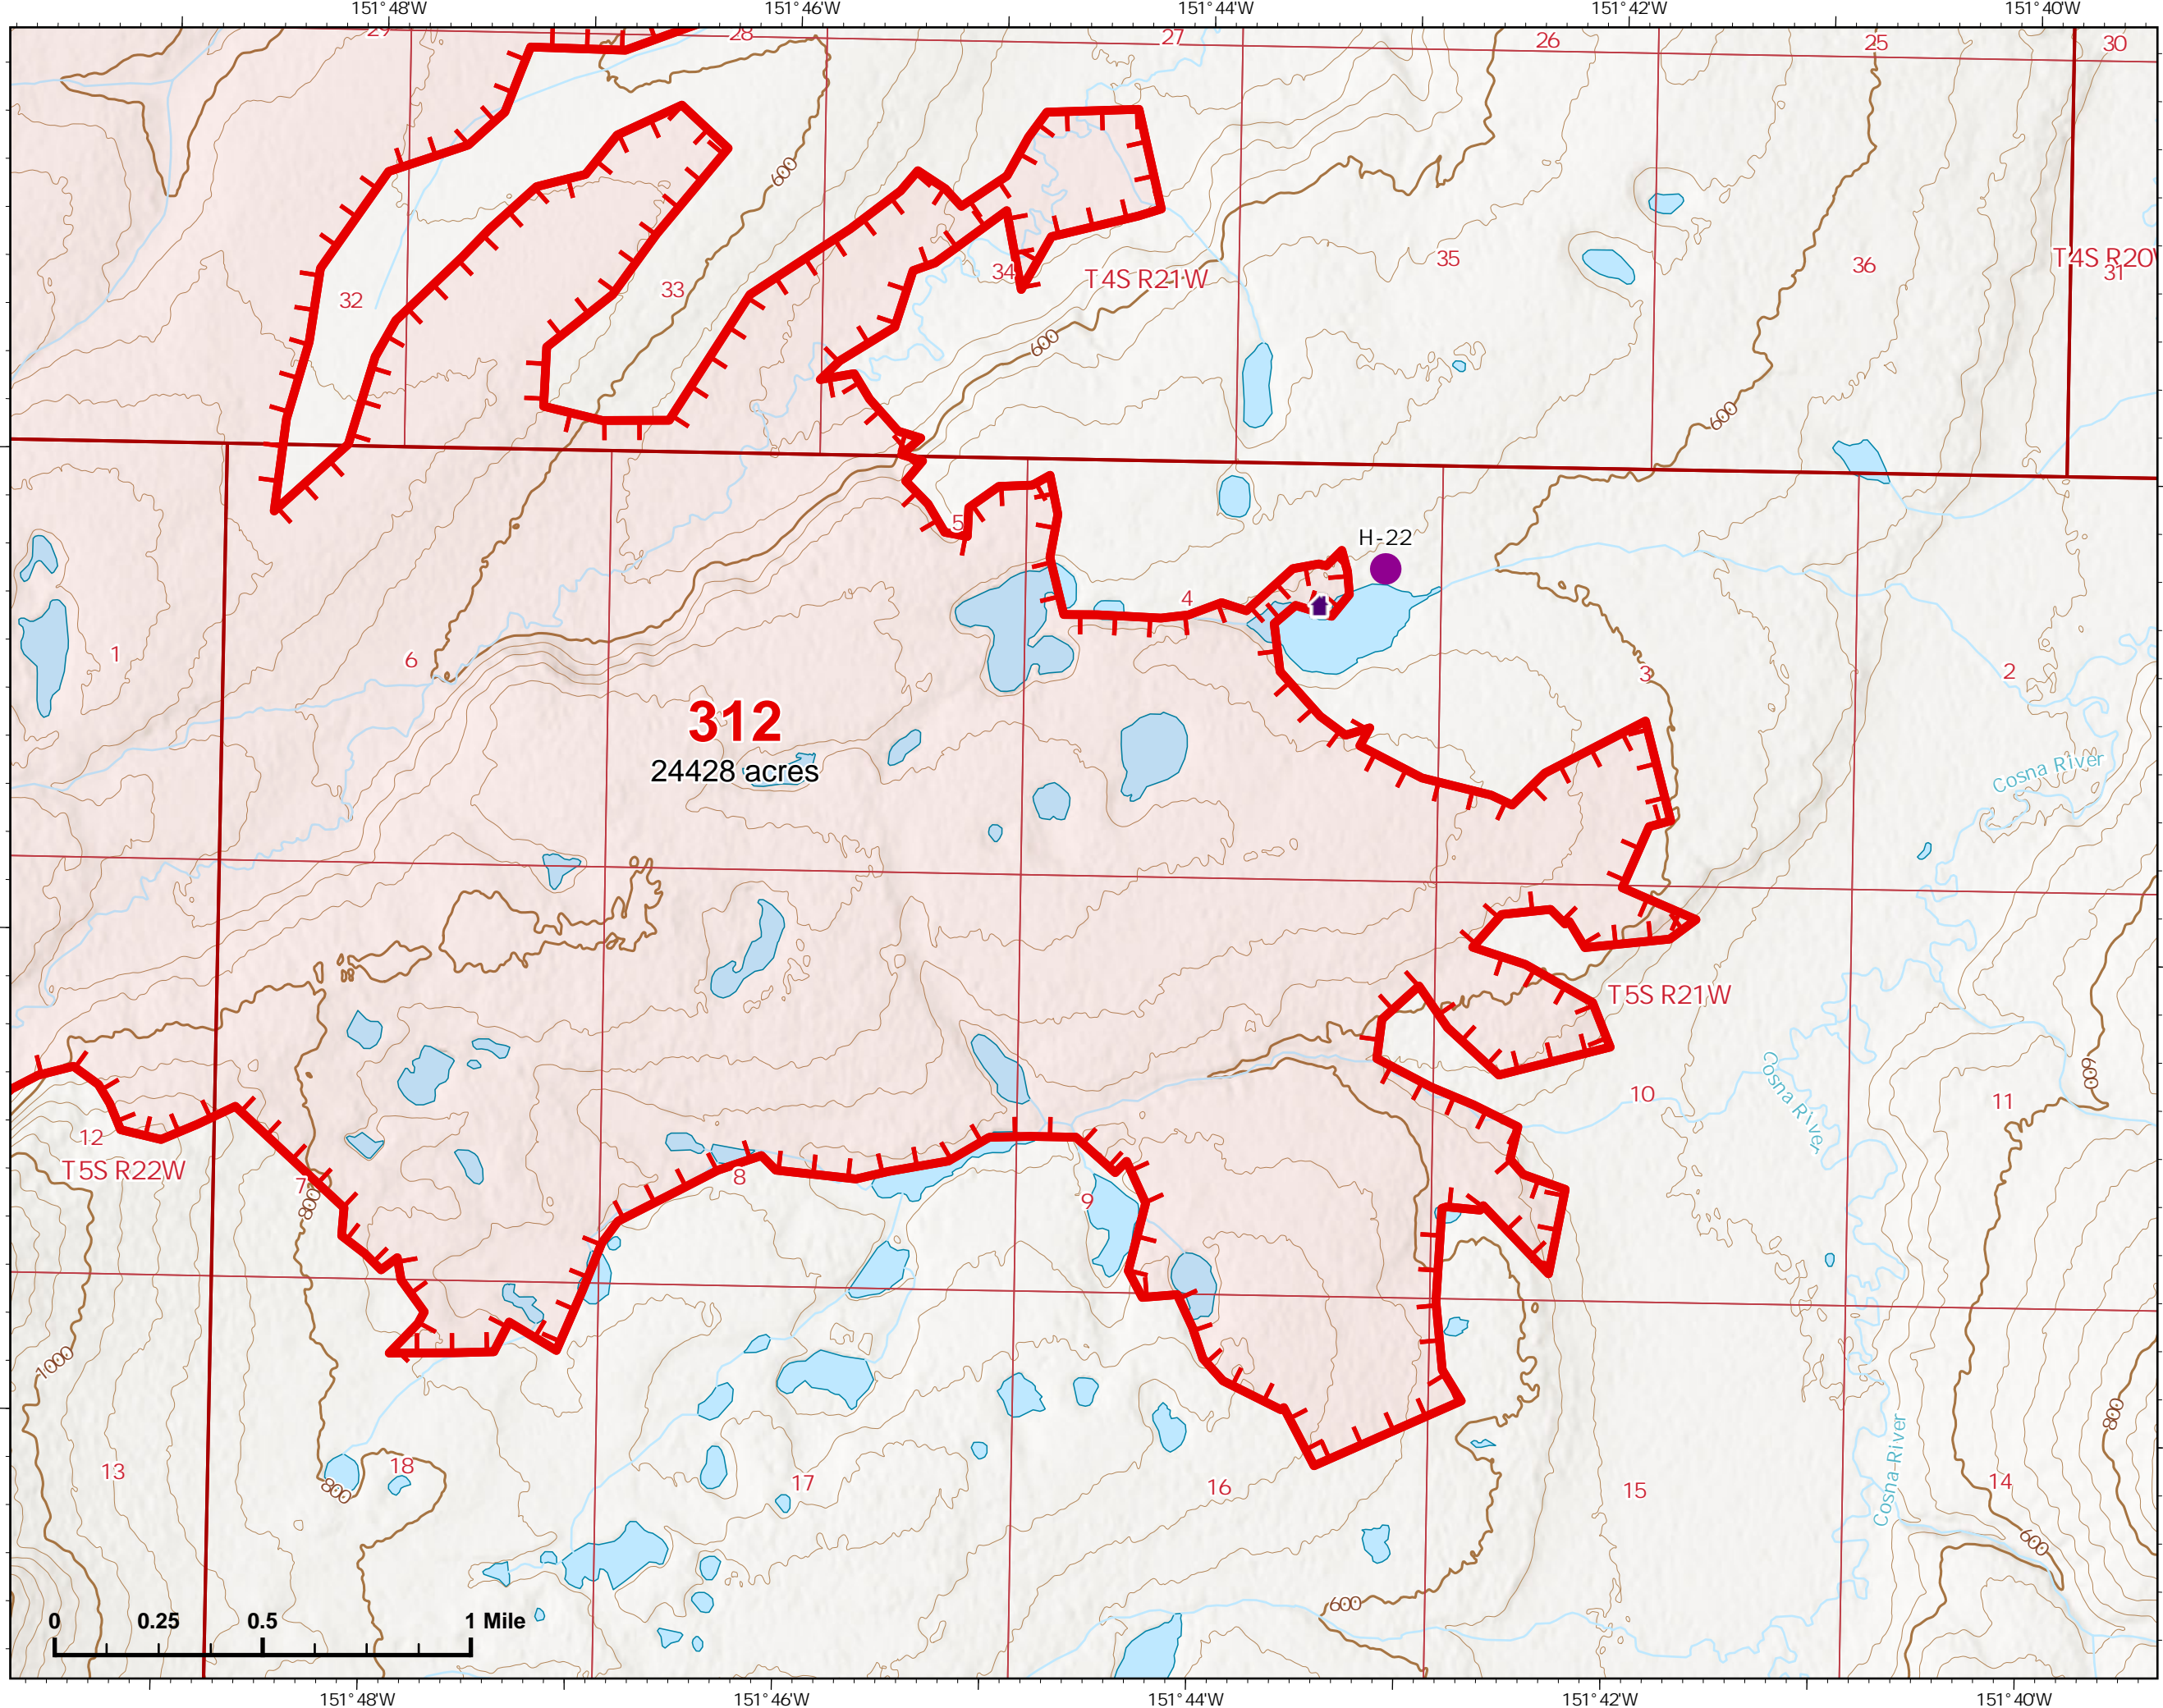 151°48'W 151°46'W 151°44'W 151°42'W 151°40'W
29 28 27 26 25 30
600
32 33 34 T4S R21W 35 36 T4S R20W
31
600
600
5
H-22
4
1 6 3 2
312
24428 acres
Cosna River
T5S R21W
Cosna River
600
12 10 11
T5S R22W
7 8 9
800
1000
800
13 18 17 16 15 14
800
Cosna River
600
600
0 0.25 0.5 1 Mile
151°48'W 151°46'W 151°44'W 151°42'W 151°40'W